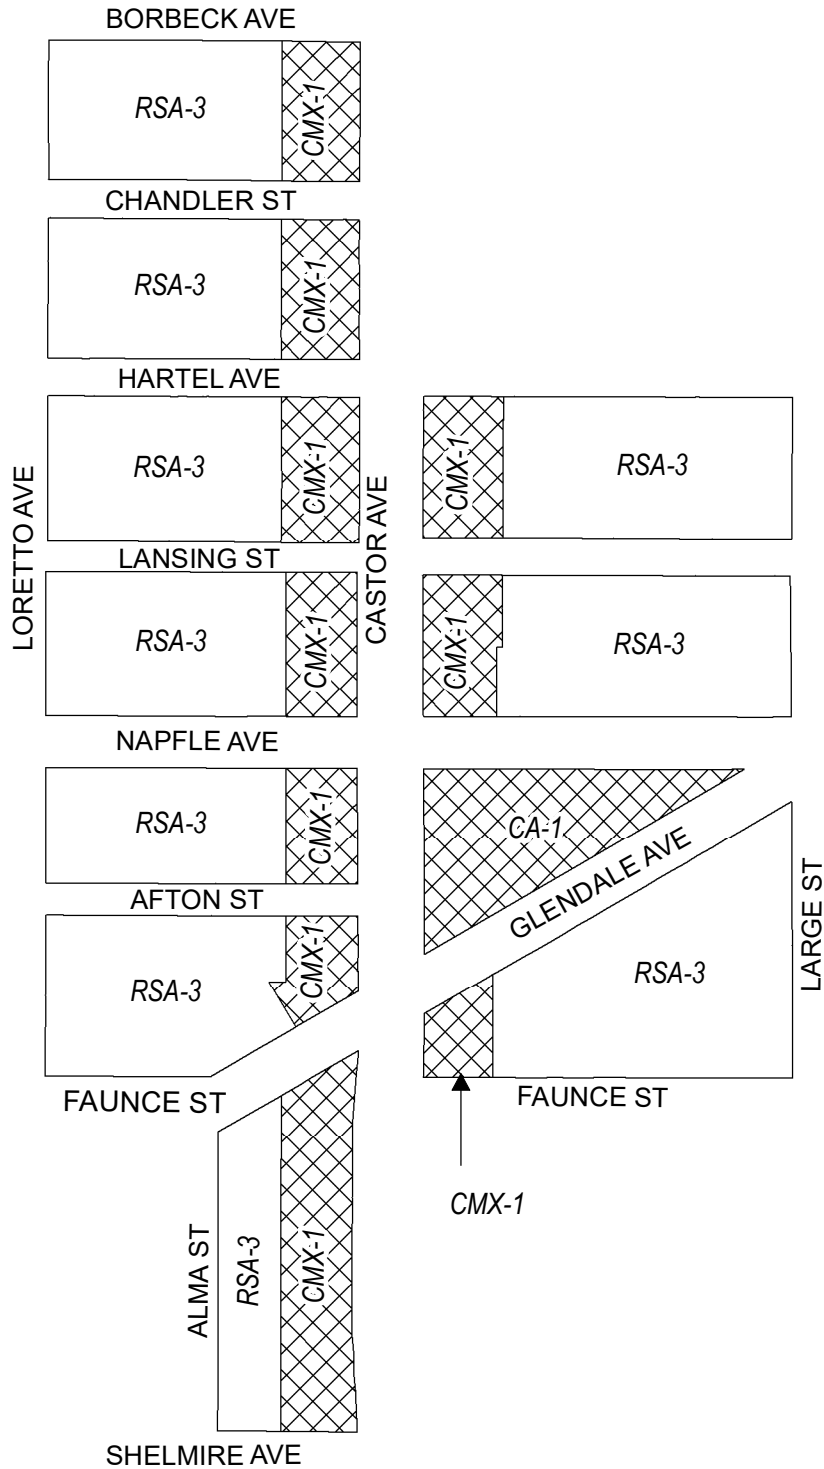 BORBECK AVE
RSA-3
CMX-1
CHANDLER ST
RSA-3
CMX-1
HARTEL AVE
RSA-3
CMX-1
CMX-1
RSA-3
LORETTO AVE
CASTOR AVE
LANSING ST
RSA-3
CMX-1
CMX-1
RSA-3
NAPFLE AVE
RSA-3
CMX-1
CA-1
GLENDALE AVE
AFTON ST
LARGE ST
RSA-3
CMX-1
RSA-3
FAUNCE ST
FAUNCE ST
CMX-1
ALMA ST
RSA-3
CMX-1
SHELMIRE AVE